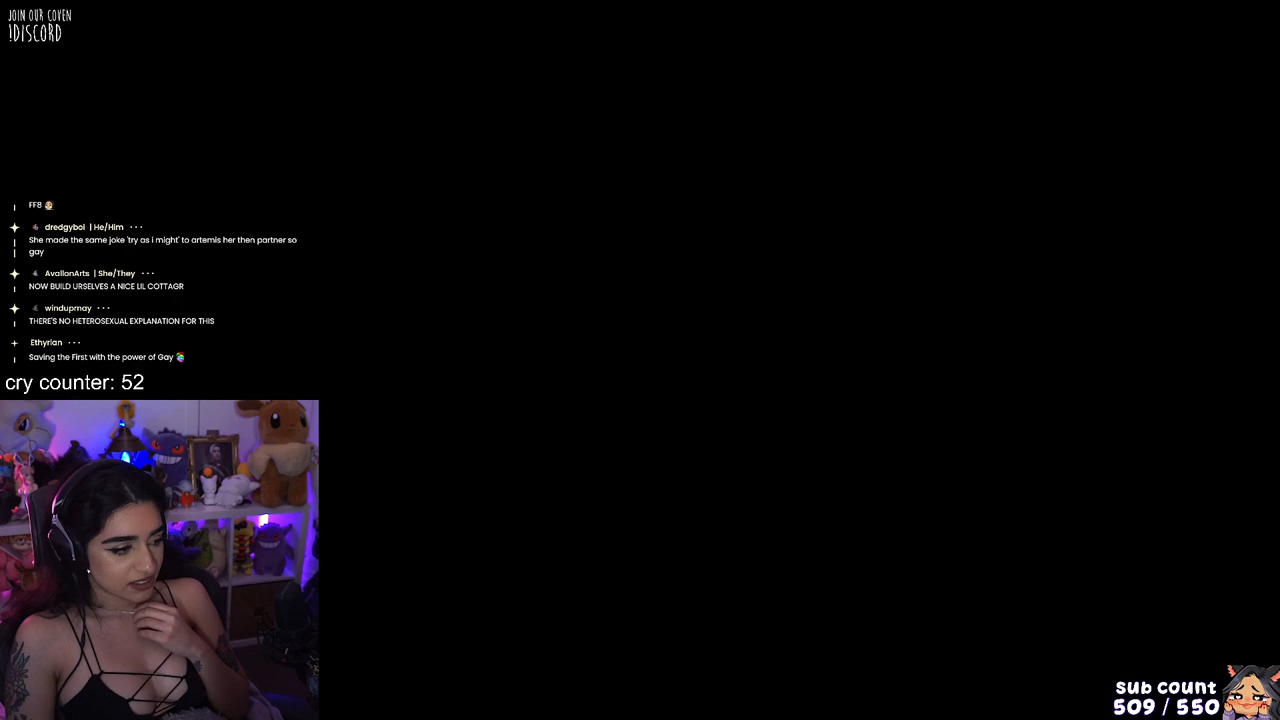 JOIN OUR COVEN
!DISCORD
FF8
dredgyboi | He/Him
She made the same joke 'try as i might' to artemis her then partner so
gay
AvallonArts | She/They
NOW BUILD URSELVES A NICE LIL COTTAGR
windupmay
THERE'S NO HETEROSEXUAL EXPLANATION FOR THIS
Ethyrian
Saving the First with the power of Gay
cry counter: 52
sub count
509 / 550